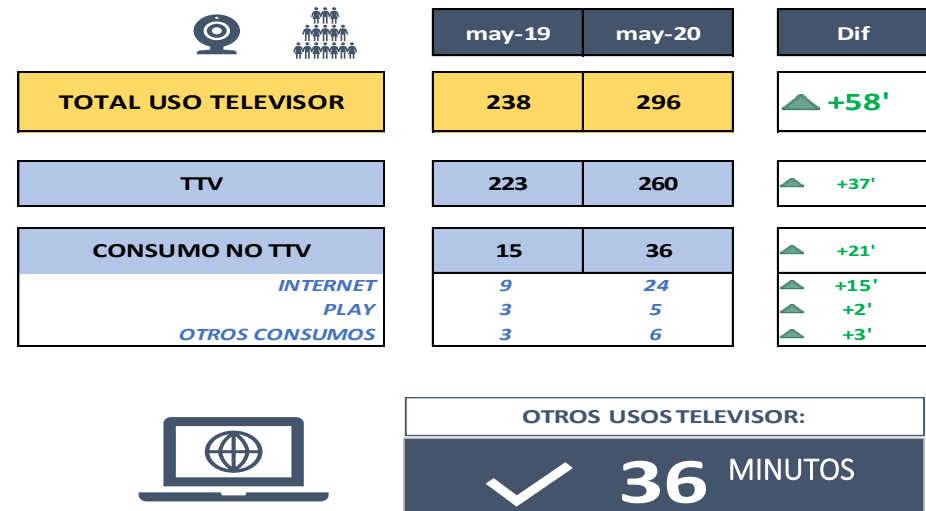 may-19 may-20 Dif
TOTAL USO TELEVISOR 238 296 +58'
TTV 223 260 +37'
CONSUMO NO TTV 15 36 +21'
INTERNET 9 24 +15'
PLAY 3 5 +2'
OTROS CONSUMOS 3 6 +3'
OTROS USOS TELEVISOR:
36 MINUTOS